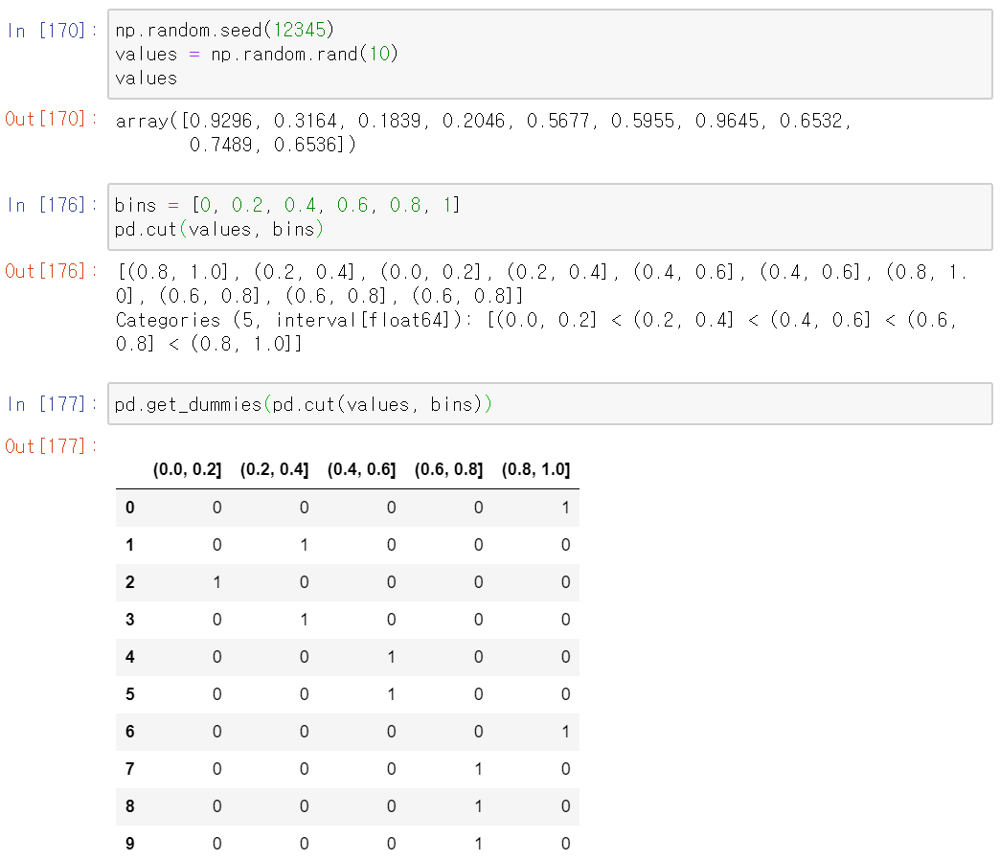 In [170]: np.random.seed(12345)
values = np.random.rand(10)
values
Out[170]: array([0.9296, 0.3164, 0.1839, 0.2046, 0.5677, 0.5955, 0.9645, 0.6532,
0.7489, 0.6536])
In [176]: bins = [0, 0.2, 0.4, 0.6, 0.8, 1]
pd.cut(values, bins)
Out[176]: [(0.8, 1.0], (0.2, 0.4], (0.0, 0.2], (0.2, 0.4], (0.4, 0.6], (0.4, 0.6], (0.8, 1.
0], (0.6, 0.8], (0.6, 0.8], (0.6, 0.8]]
Categories (5, interval[float64]): [(0.0, 0.2] < (0.2, 0.4] < (0.4, 0.6] < (0.6,
0.8] < (0.8, 1.0]]
In [177]: pd.get_dummies(pd.cut(values, bins))
Out[177]:
(0.0, 0.2] (0.2, 0.4] (0.4, 0.6] (0.6, 0.8] (0.8, 1.0]
0 0 0 0 0 1
1 0 1 0 0 0
2 1 0 0 0 0
3 0 1 0 0 0
4 0 0 1 0 0
5 0 0 1 0 0
6 0 0 0 0 1
7 0 0 0 1 0
8 0 0 0 1 0
9 0 0 0 1 0